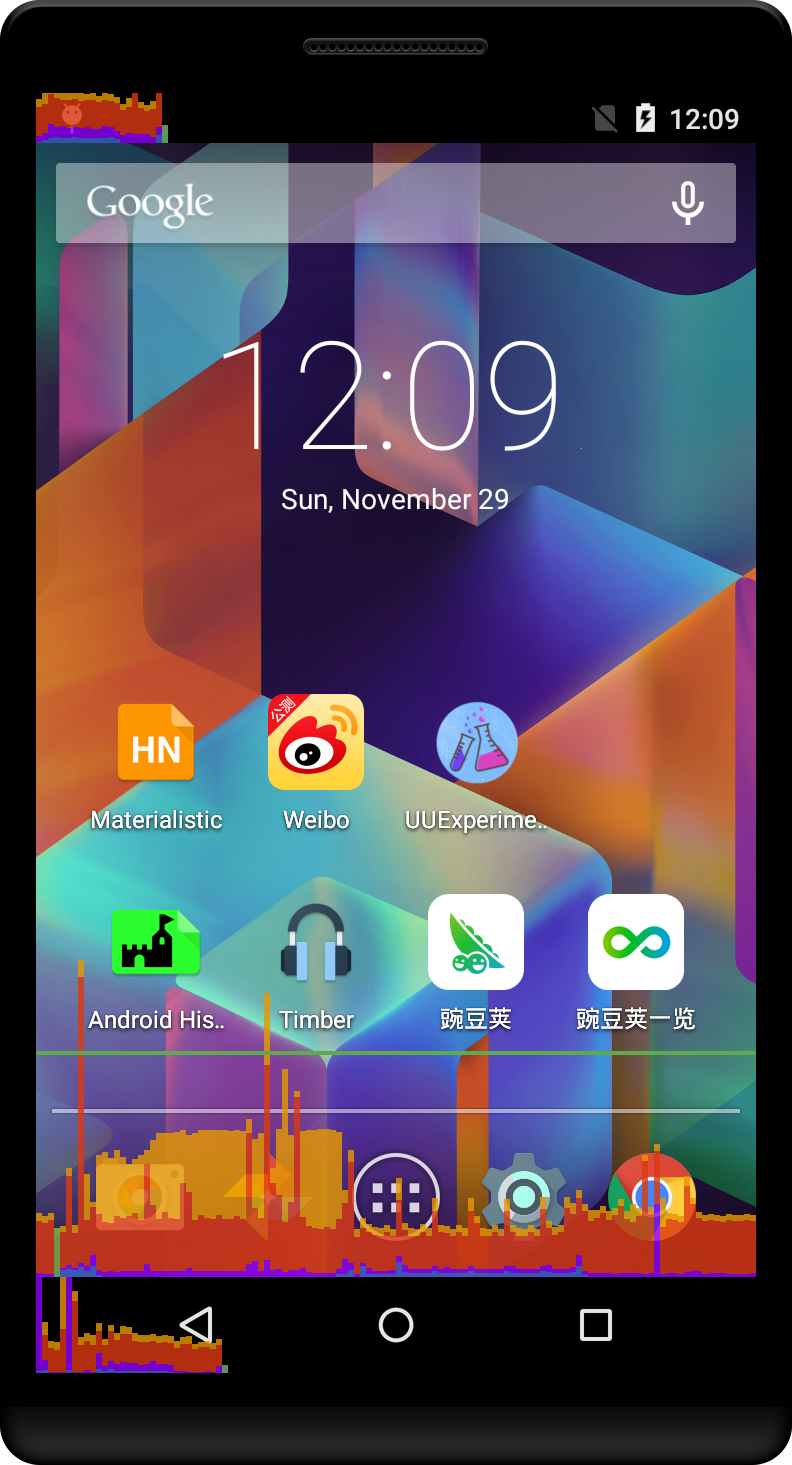 12:09
Google
12:09
Sun, November 29
HN
公测
Materialistic
Weibo
UUExperime..
Android His..
Timber
豌豆荚
豌豆荚一览